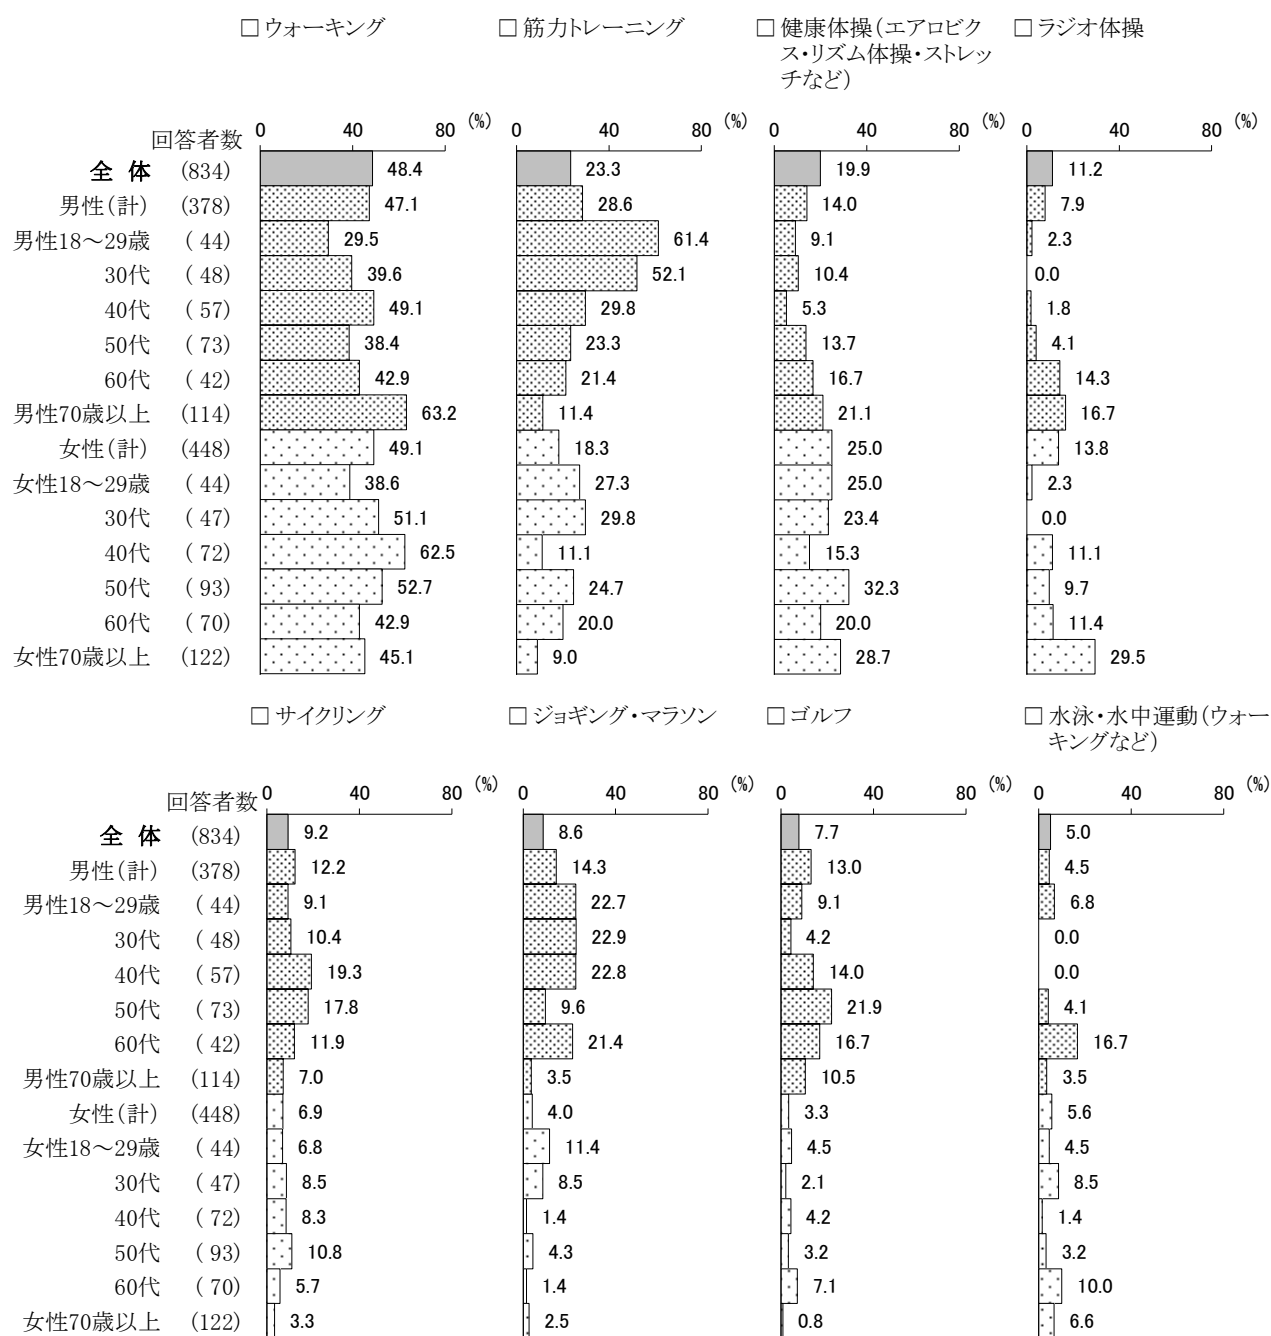 □ ウォーキング □ 筋力トレーニング □ 健康体操(エアロビクス・リズム体操・ストレッチなど) □ ラジオ体操
0 40 80 (%) 0 40 80 (%) 0 40 80 (%) 0 40 80 (%)
回答者数
全 体 (834) 48.4 23.3 19.9 11.2
男性(計) (378) 47.1 28.6 14.0 7.9
男性18～29歳 ( 44) 29.5 61.4 9.1 2.3
30代 ( 48) 39.6 52.1 10.4 0.0
40代 ( 57) 49.1 29.8 5.3 1.8
50代 ( 73) 38.4 23.3 13.7 4.1
60代 ( 42) 42.9 21.4 16.7 14.3
男性70歳以上 (114) 63.2 11.4 21.1 16.7
女性(計) (448) 49.1 18.3 25.0 13.8
女性18～29歳 ( 44) 38.6 27.3 25.0 2.3
30代 ( 47) 51.1 29.8 23.4 0.0
40代 ( 72) 62.5 11.1 15.3 11.1
50代 ( 93) 52.7 24.7 32.3 9.7
60代 ( 70) 42.9 20.0 20.0 11.4
女性70歳以上 (122) 45.1 9.0 28.7 29.5
□ サイクリング □ ジョギング・マラソン □ ゴルフ □ 水泳・水中運動(ウォーキングなど)
0 40 80 (%) 0 40 80 (%) 0 40 80 (%) 0 40 80 (%)
回答者数
全 体 (834) 9.2 8.6 7.7 5.0
男性(計) (378) 12.2 14.3 13.0 4.5
男性18～29歳 ( 44) 9.1 22.7 9.1 6.8
30代 ( 48) 10.4 22.9 4.2 0.0
40代 ( 57) 19.3 22.8 14.0 0.0
50代 ( 73) 17.8 9.6 21.9 4.1
60代 ( 42) 11.9 21.4 16.7 16.7
男性70歳以上 (114) 7.0 3.5 10.5 3.5
女性(計) (448) 6.9 4.0 3.3 5.6
女性18～29歳 ( 44) 6.8 11.4 4.5 4.5
30代 ( 47) 8.5 8.5 2.1 8.5
40代 ( 72) 8.3 1.4 4.2 1.4
50代 ( 93) 10.8 4.3 3.2 3.2
60代 ( 70) 5.7 1.4 7.1 10.0
女性70歳以上 (122) 3.3 2.5 0.8 6.6